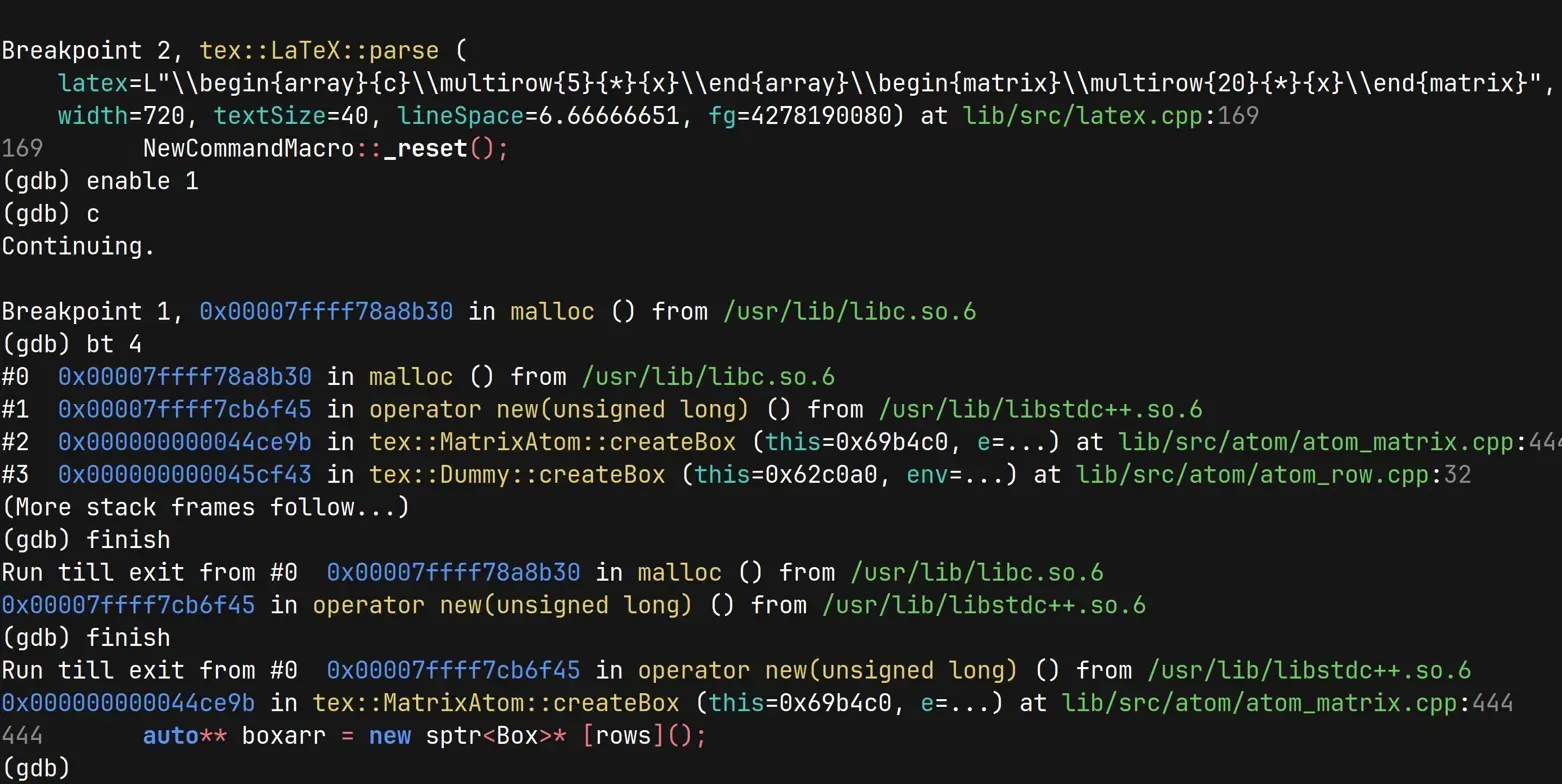 Breakpoint 2, tex::LaTeX::parse (
    latex=L"\\begin{array}{c}\\multirow{5}{*}{x}\\end{array}\\begin{matrix}\\multirow{20}{*}{x}\\end{matrix}",
    width=720, textSize=40, lineSpace=6.66666651, fg=4278190080) at lib/src/latex.cpp:169
169       NewCommandMacro::_reset();
(gdb) enable 1
(gdb) c
Continuing.
Breakpoint 1, 0x00007ffff78a8b30 in malloc () from /usr/lib/libc.so.6
(gdb) bt 4
#0  0x00007ffff78a8b30 in malloc () from /usr/lib/libc.so.6
#1  0x00007ffff7cb6f45 in operator new(unsigned long) () from /usr/lib/libstdc++.so.6
#2  0x000000000044ce9b in tex::MatrixAtom::createBox (this=0x69b4c0, e=...) at lib/src/atom/atom_matrix.cpp:444
#3  0x000000000045cf43 in tex::Dummy::createBox (this=0x62c0a0, env=...) at lib/src/atom/atom_row.cpp:32
(More stack frames follow...)
(gdb) finish
Run till exit from #0  0x00007ffff78a8b30 in malloc () from /usr/lib/libc.so.6
0x00007ffff7cb6f45 in operator new(unsigned long) () from /usr/lib/libstdc++.so.6
(gdb) finish
Run till exit from #0  0x00007ffff7cb6f45 in operator new(unsigned long) () from /usr/lib/libstdc++.so.6
0x000000000044ce9b in tex::MatrixAtom::createBox (this=0x69b4c0, e=...) at lib/src/atom/atom_matrix.cpp:444
444       auto** boxarr = new sptr<Box>* [rows]();
(gdb)